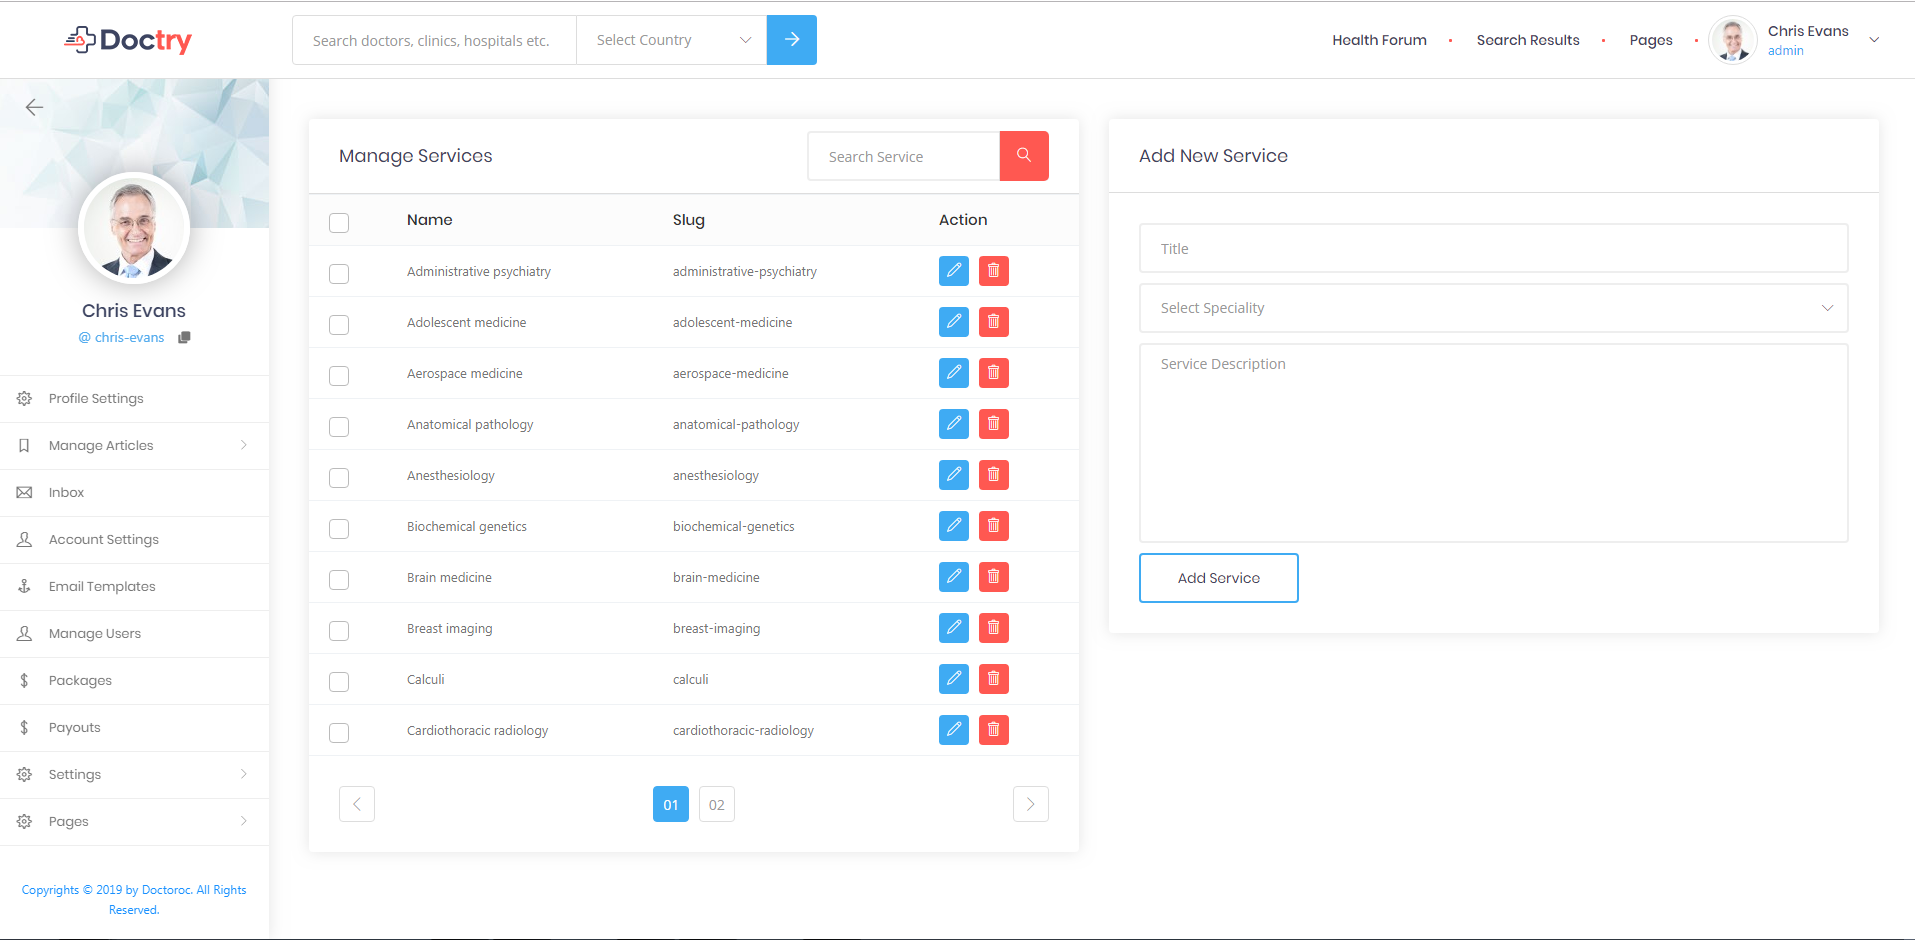 Doctry
Search doctors, clinics, hospitals etc.
Select Country
Health Forum
Search Results
Pages
Chris Evans
admin
Chris Evans
@ chris-evans
Profile Settings
Manage Articles
Inbox
Account Settings
Email Templates
Manage Users
Packages
Payouts
Settings
Pages
Copyrights © 2019 by Doctoroc. All Rights
Reserved.
Manage Services
Search Service
Name Slug Action
Administrative psychiatry administrative-psychiatry
Adolescent medicine adolescent-medicine
Aerospace medicine aerospace-medicine
Anatomical pathology anatomical-pathology
Anesthesiology anesthesiology
Biochemical genetics biochemical-genetics
Brain medicine brain-medicine
Breast imaging breast-imaging
Calculi calculi
Cardiothoracic radiology cardiothoracic-radiology
01 02
Add New Service
Title
Select Speciality
Service Description
Add Service